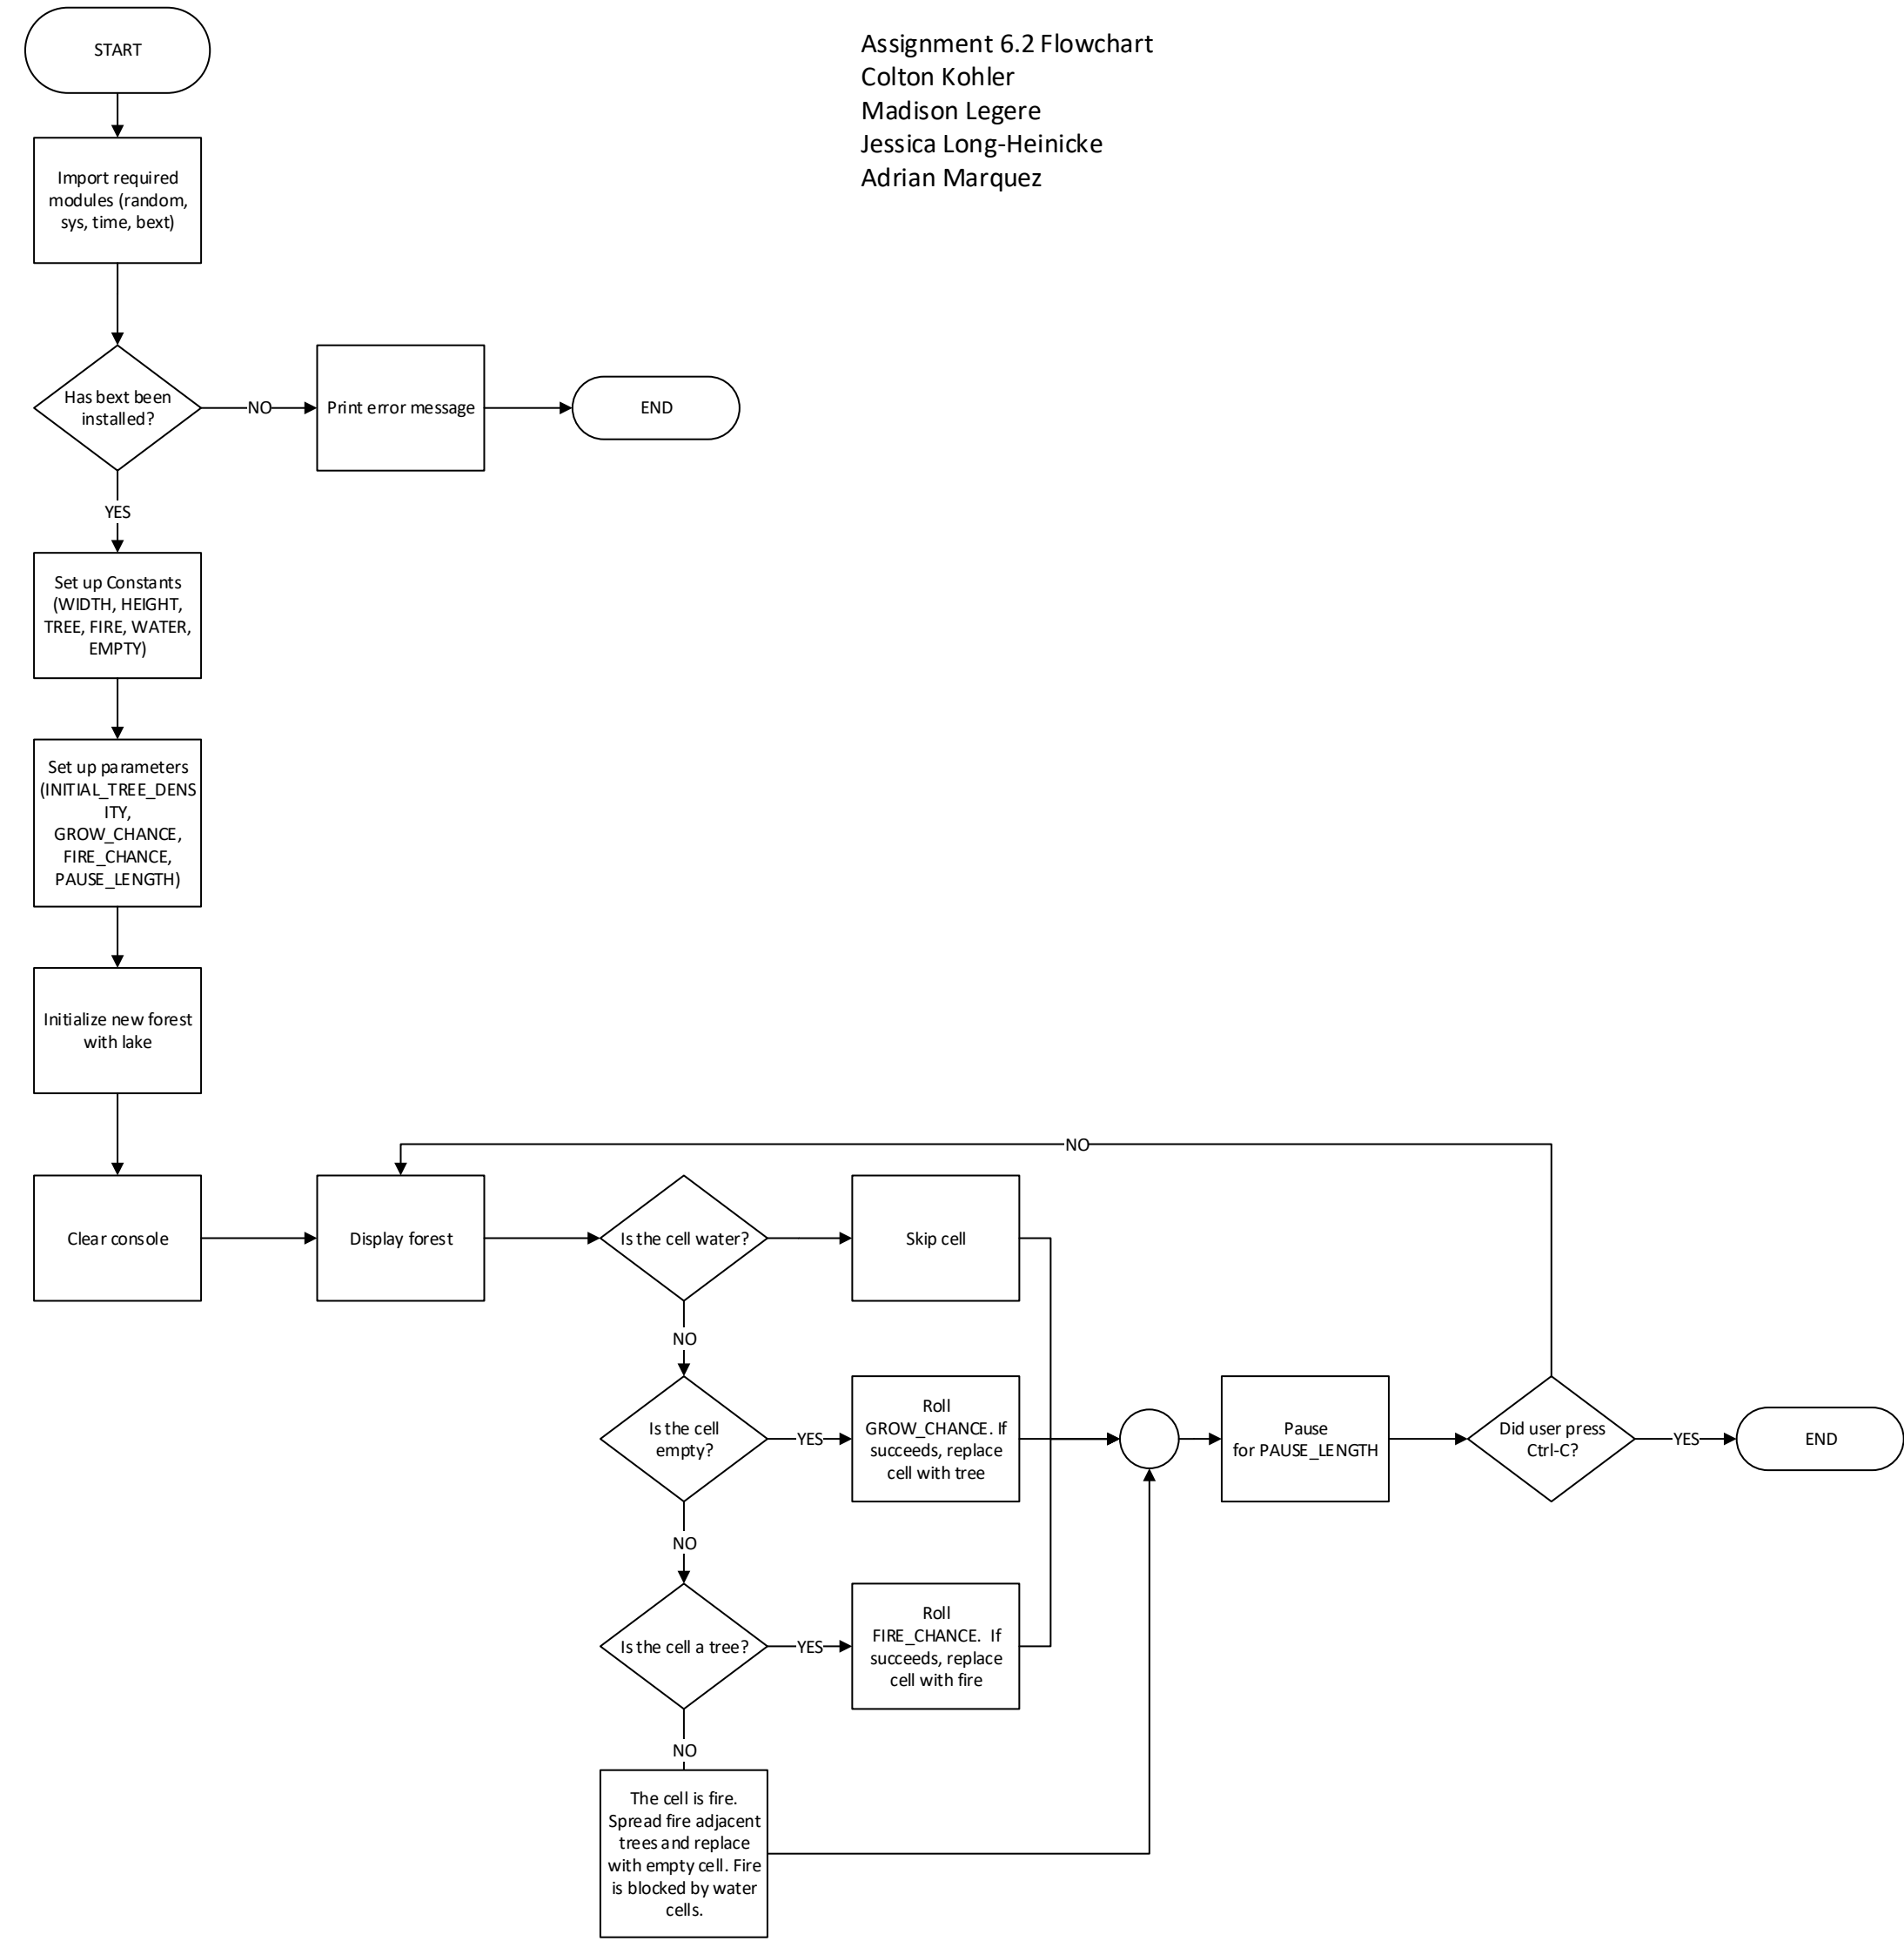 START
Assignment 6.2 Flowchart
Colton Kohler
Madison Legere
Jessica Long-Heinicke
Adrian Marquez
Import required
modules (random,
sys, time, bext)
Has bext been
installed?
NO
Print error message
END
YES
Set up Constants
(WIDTH, HEIGHT,
TREE, FIRE, WATER,
EMPTY)
Set up parameters
(INITIAL_TREE_DENS
ITY,
GROW_CHANCE,
FIRE_CHANCE,
PAUSE_LENGTH)
Initialize new forest
with lake
NO
Clear console
Display forest
Is the cell water?
Skip cell
NO
Is the cell
empty?
YES
Roll
GROW_CHANCE. If
succeeds, replace
cell with tree
Pause
for PAUSE_LENGTH
Did user press
Ctrl-C?
YES
END
NO
Is the cell a tree?
YES
Roll
FIRE_CHANCE.  If
succeeds, replace
cell with fire
NO
The cell is fire.
Spread fire adjacent
trees and replace
with empty cell. Fire
is blocked by water
cells.